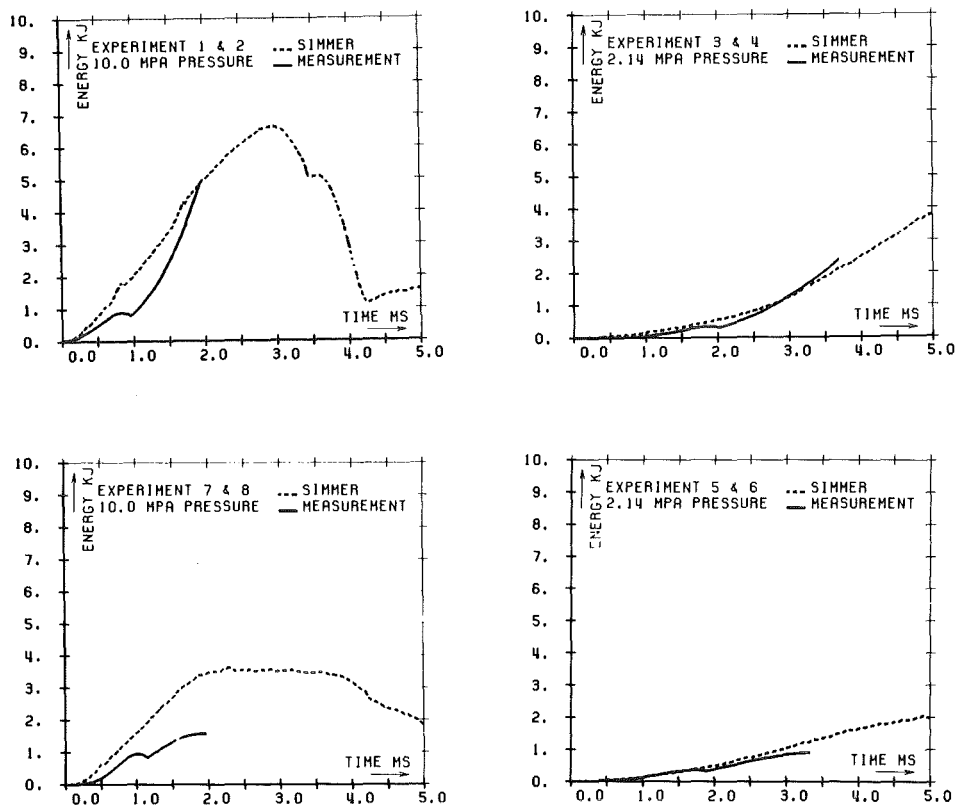 10.
9.
8.
7.
6.
5.
4.
3.
2.
1.
0.
ENERGY KJ
EXPERIMENT 1 & 2 SIMMER
10.0 MPA PRESSURE MEASUREMENT
TIME MS
0.0 1.0 2.0 3.0 4.0 5.0
10.
9.
8.
7.
6.
5.
4.
3.
2.
1.
0.
ENERGY KJ
EXPERIMENT 3 & 4 SIMMER
2.14 MPA PRESSURE MEASUREMENT
TIME MS
0.0 1.0 2.0 3.0 4.0 5.0
10.
9.
8.
7.
6.
5.
4.
3.
2.
1.
0.
ENERGY KJ
EXPERIMENT 7 & 8 SIMMER
10.0 MPA PRESSURE MEASUREMENT
TIME MS
0.0 1.0 2.0 3.0 4.0 5.0
10.
9.
8.
7.
6.
5.
4.
3.
2.
1.
0.
ENERGY KJ
EXPERIMENT 5 & 6 SIMMER
2.14 MPA PRESSURE MEASUREMENT
TIME MS
0.0 1.0 2.0 3.0 4.0 5.0